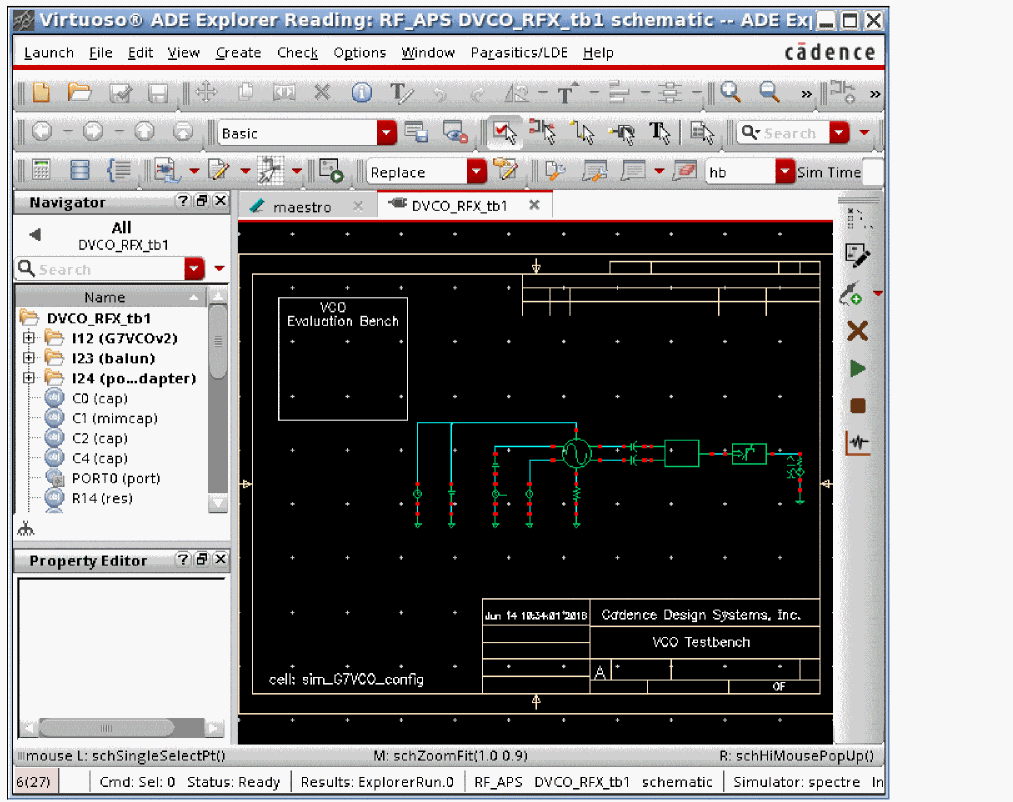 Virtuoso® ADE Explorer Reading: RF_APS DVCO_RFX_tb1 schematic -- ADE Exp
Launch File Edit View Create Check Options Window Parasitics/LDE Help
cādence
Basic
Search
Replace
hb
Sim Time
Navigator
maestro
DVCO_RFX_tb1
All
DVCO_RFX_tb1
Search
Name
DVCO_RFX_tb1
I12 (G7VCOv2)
I23 (balun)
I24 (po...dapter)
C0 (cap)
C1 (mimcap)
C2 (cap)
C4 (cap)
PORT0 (port)
R14 (res)
Property Editor
VCO
Evaluation Bench
Jun 14 10:34:01 2018
Cadence Design Systems, Inc.
VCO Testbench
A
OF
cell: sim_G7VCO_config
mouse L: schSingleSelectPt()
M: schZoomFit(1.0 0.9)
R: schHiMousePopUp()
6(27)
Cmd: Sel: 0 Status: Ready
Results: ExplorerRun.0
RF_APS DVCO_RFX_tb1 schematic
Simulator: spectre In